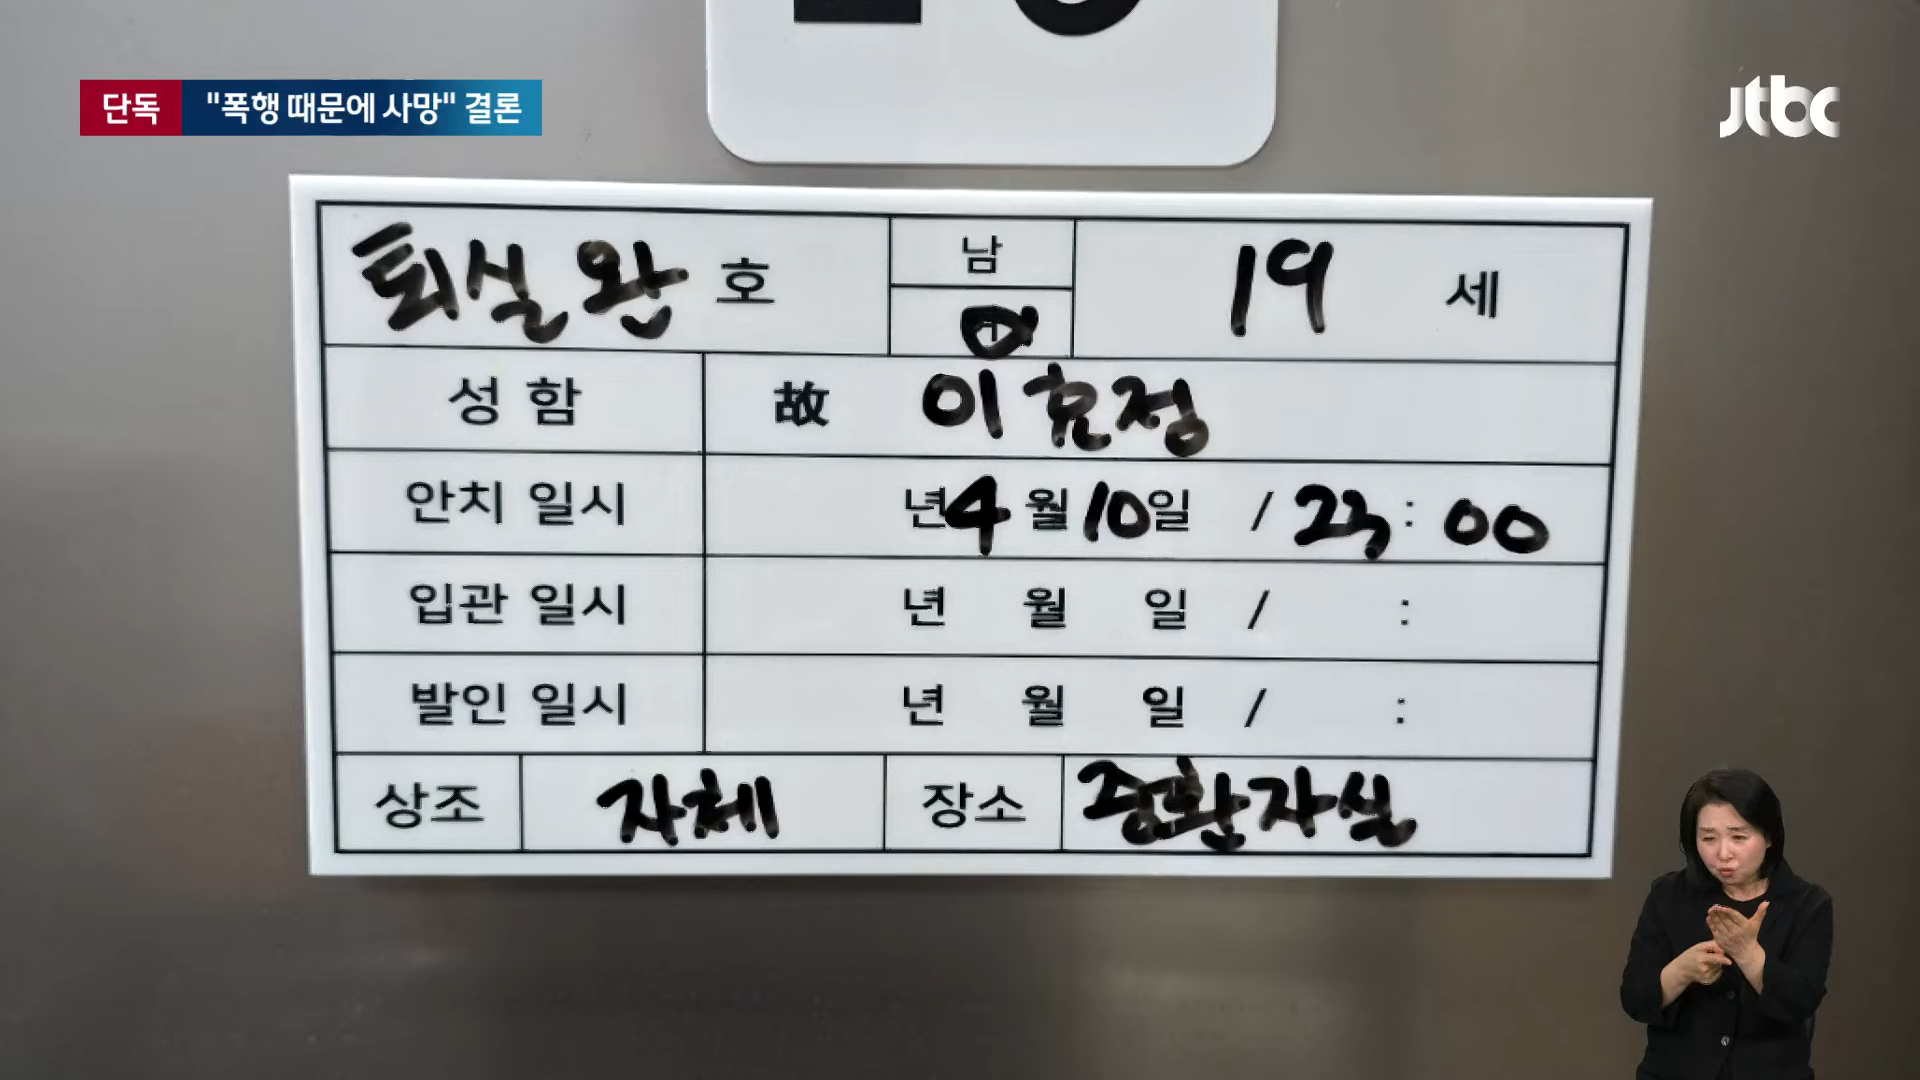 단독 "폭행 때문에 사망" 결론
jtbc
퇴실완 호 남 여 19 세
성함 故 이효정
안치 일시 년 4월 10일 / 23 : 00
입관 일시 년 월 일 / :
발인 일시 년 월 일 / :
상조 자체 장소 중환자실